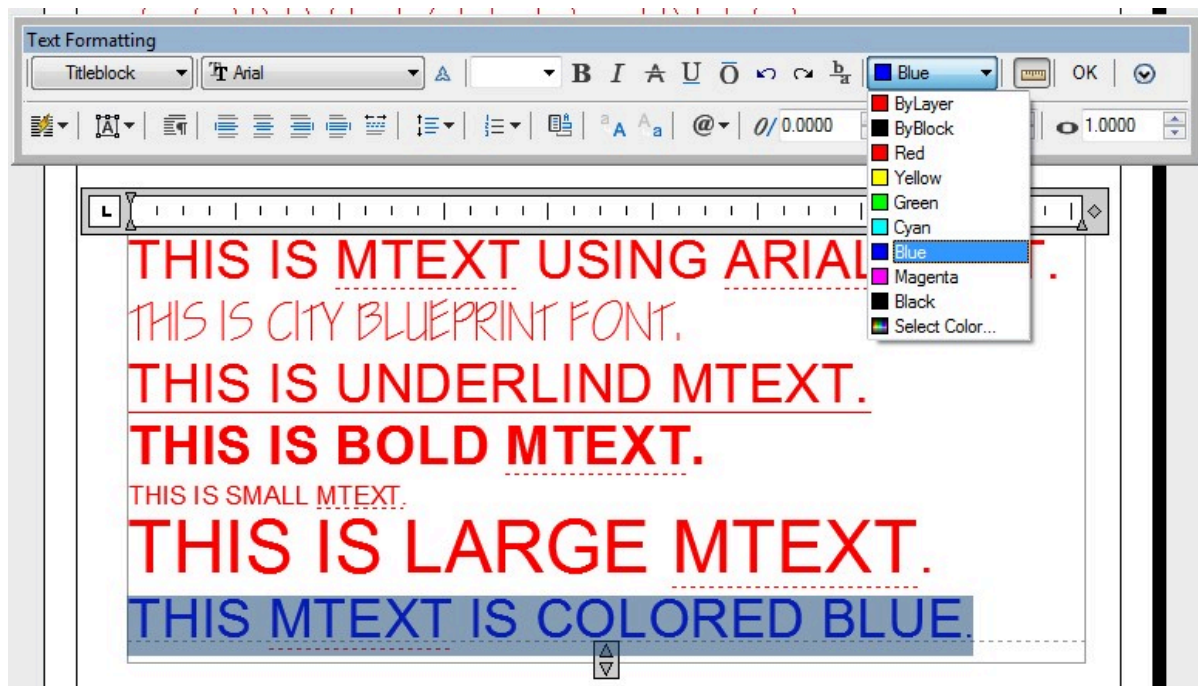 Text Formatting
Titleblock Arial B I A U O b/a Blue OK
@ 0/ 0.0000 1.0000
ByLayer
ByBlock
Red
Yellow
Green
Cyan
Blue
Magenta
Black
Select Color...
L
THIS IS MTEXT USING ARIAL .
THIS IS CITY BLUEPRINT FONT.
THIS IS UNDERLIND MTEXT.
THIS IS BOLD MTEXT.
THIS IS SMALL MTEXT.
THIS IS LARGE MTEXT.
THIS MTEXT IS COLORED BLUE.